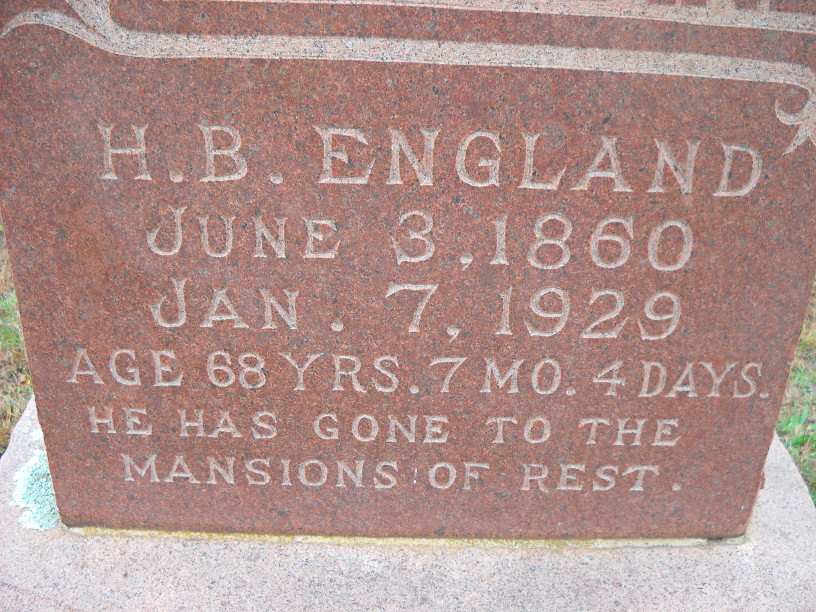 H.B. ENGLAND
JUNE 3, 1860
JAN. 7, 1929
AGE 68 YRS. 7 MO. 4 DAYS.
HE HAS GONE TO THE
MANSIONS OF REST.